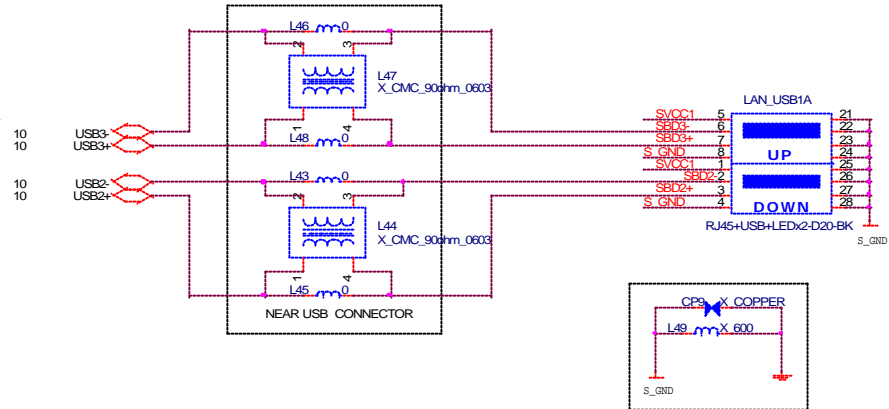 L46 0
2 3
L47
X_CMC_90ohm_0603
1 4
L48 0
10 USB3-
10 USB3+
10 USB2-
10 USB2+
L43 0
2 3
L44
X_CMC_90ohm_0603
1 4
L45 0
NEAR USB CONNECTOR
LAN_USB1A
SVCC1 5 21
SBD3- 6 22
SBD3+ 7 23
S_GND 8 24
UP
SVCC1 1 25
SBD2- 2 26
SBD2+ 3 27
S_GND 4 28
DOWN
RJ45+USB+LEDx2-D20-BK
S_GND
CP9 X_COPPER
L49 X_600
S_GND